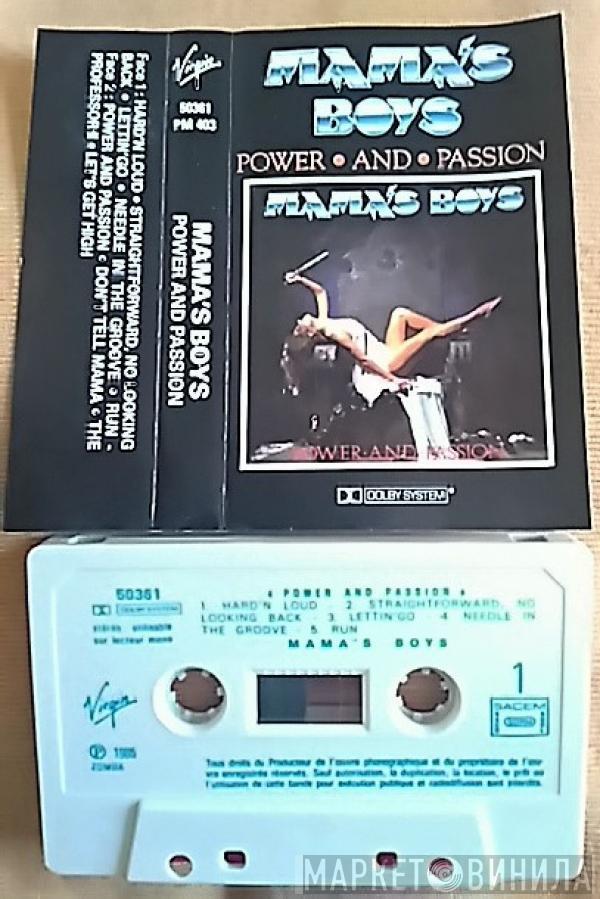 Face 1 : HARD'N LOUD • STRAIGHTFORWARD, NO LOOKING
BACK • LETTIN'GO • NEEDLE IN THE GROOVE • RUN •
Face 2 : POWER AND PASSION • DON'T TELL MAMA • THE
PROFESSOR II • LET'S GET HIGH
Virgin
50361
PM 403
MAMA'S BOYS
POWER AND PASSION
MAMA'S
BOYS
POWER • AND • PASSION
MAMA'S BOYS
POWER • AND PASSION
DOLBY SYSTEM
50361
DOLBY SYSTEM
stéréo utilisable
sur lecteur mono
« POWER AND PASSION »
1. HARD'N LOUD - 2. STRAIGHTFORWARD, NO
LOOKING BACK - 3. LETTIN'GO - 4. NEEDLE IN
THE GROOVE - 5. RUN
MAMA'S BOYS
Virgin
1
SACEM
℗ 1985
ZOMBA
Tous droits du Producteur de l'œuvre phonographique et du propriétaire de l'œu-
vre enregistrée réservés. Sauf autorisation, la duplication, la location, le prêt ou
l'utilisation de cette bande pour exécution publique et radiodiffusion sont interdits.
МАРКЕТВИНИЛА